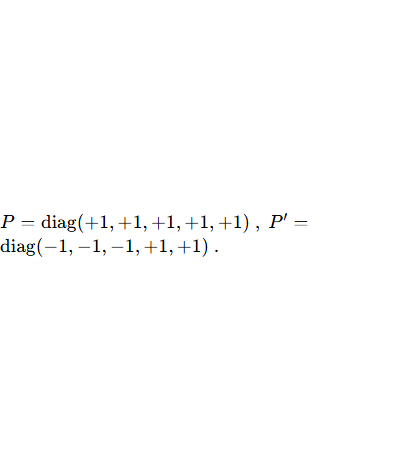 P = diag(+1, +1, +1, +1, +1) , P′ =
diag(−1, −1, −1, +1, +1) .